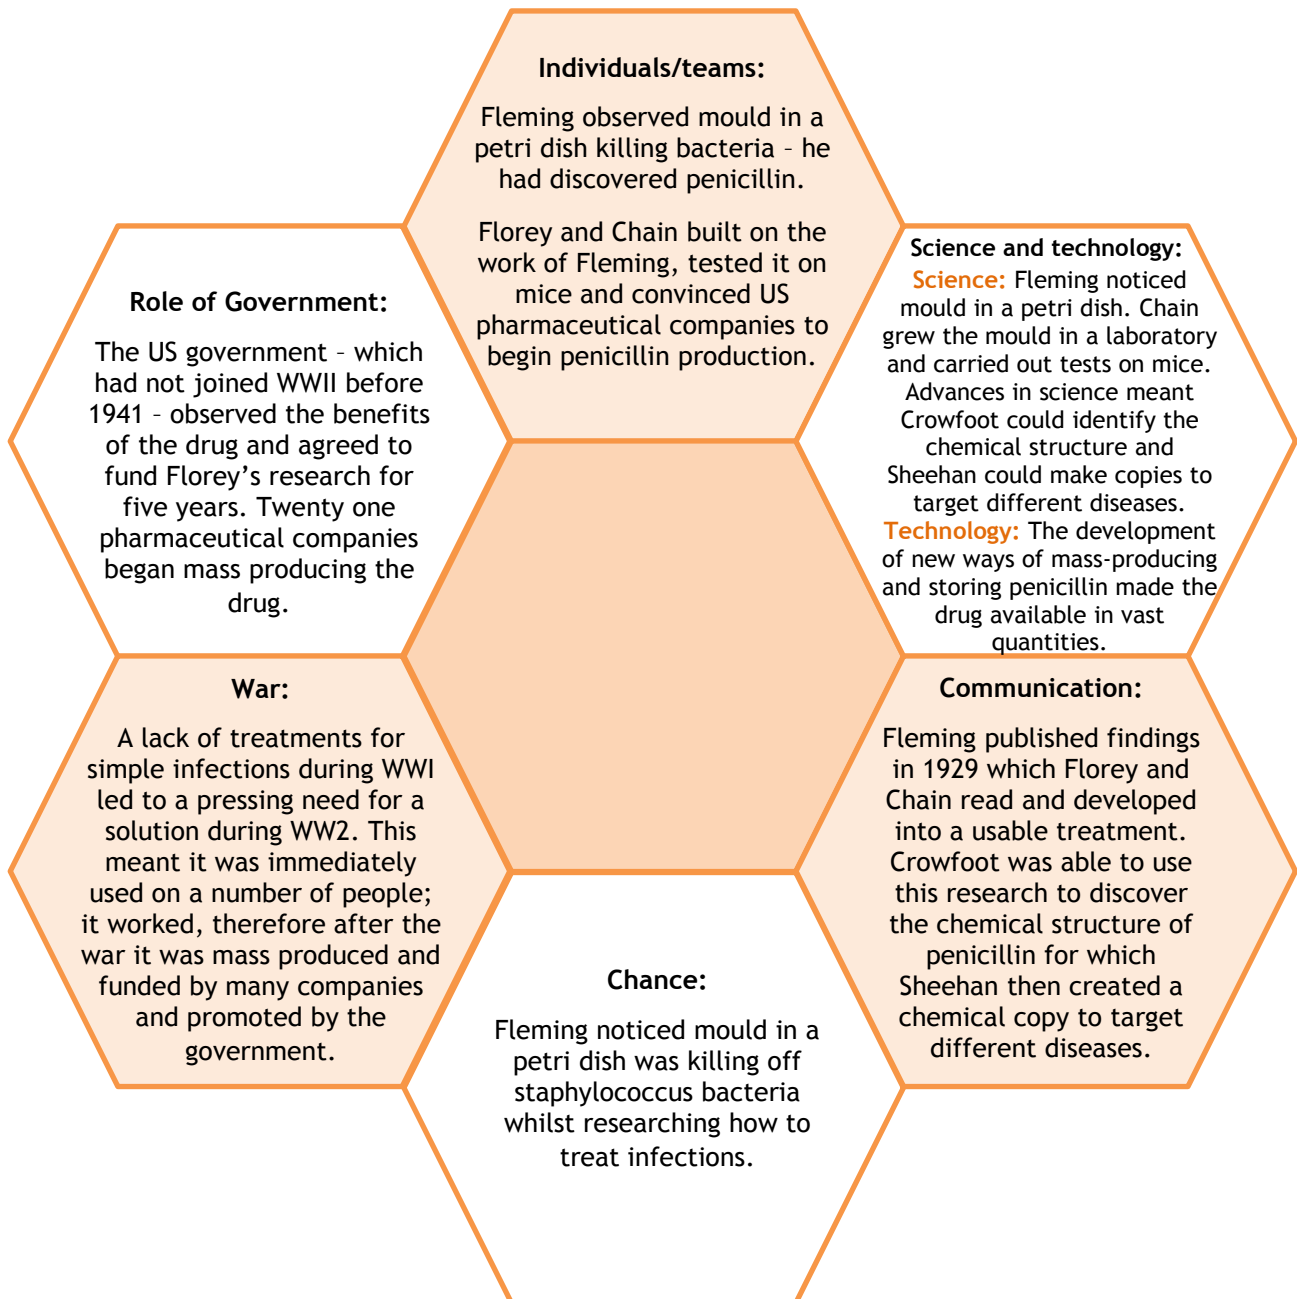 Individuals/teams:
Fleming observed mould in a
petri dish killing bacteria – he
had discovered penicillin.
Florey and Chain built on the
work of Fleming, tested it on
mice and convinced US
pharmaceutical companies to
begin penicillin production.
Science and technology:
Science: Fleming noticed
mould in a petri dish. Chain
grew the mould in a laboratory
and carried out tests on mice.
Advances in science meant
Crowfoot could identify the
chemical structure and
Sheehan could make copies to
target different diseases.
Technology: The development
of new ways of mass-producing
and storing penicillin made the
drug available in vast
quantities.
Role of Government:
The US government – which
had not joined WWII before
1941 – observed the benefits
of the drug and agreed to
fund Florey’s research for
five years. Twenty one
pharmaceutical companies
began mass producing the
drug.
War:
A lack of treatments for
simple infections during WWI
led to a pressing need for a
solution during WW2. This
meant it was immediately
used on a number of people;
it worked, therefore after the
war it was mass produced and
funded by many companies
and promoted by the
government.
Communication:
Fleming published findings
in 1929 which Florey and
Chain read and developed
into a usable treatment.
Crowfoot was able to use
this research to discover
the chemical structure of
penicillin for which
Sheehan then created a
chemical copy to target
different diseases.
Chance:
Fleming noticed mould in a
petri dish was killing off
staphylococcus bacteria
whilst researching how to
treat infections.